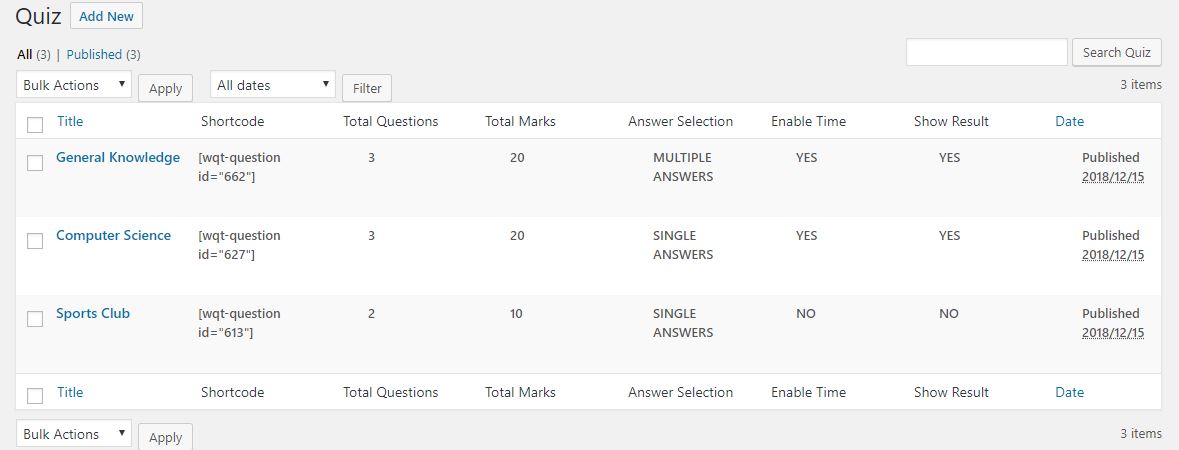 Quiz Add New
All (3) | Published (3)
Search Quiz
Bulk Actions Apply All dates Filter 3 items
Title Shortcode Total Questions Total Marks Answer Selection Enable Time Show Result Date
General Knowledge [wqt-question 3 20 MULTIPLE YES YES Published
id="662"] ANSWERS 2018/12/15
Computer Science [wqt-question 3 20 SINGLE YES YES Published
id="627"] ANSWERS 2018/12/15
Sports Club [wqt-question 2 10 SINGLE NO NO Published
id="613"] ANSWERS 2018/12/15
Title Shortcode Total Questions Total Marks Answer Selection Enable Time Show Result Date
Bulk Actions Apply 3 items